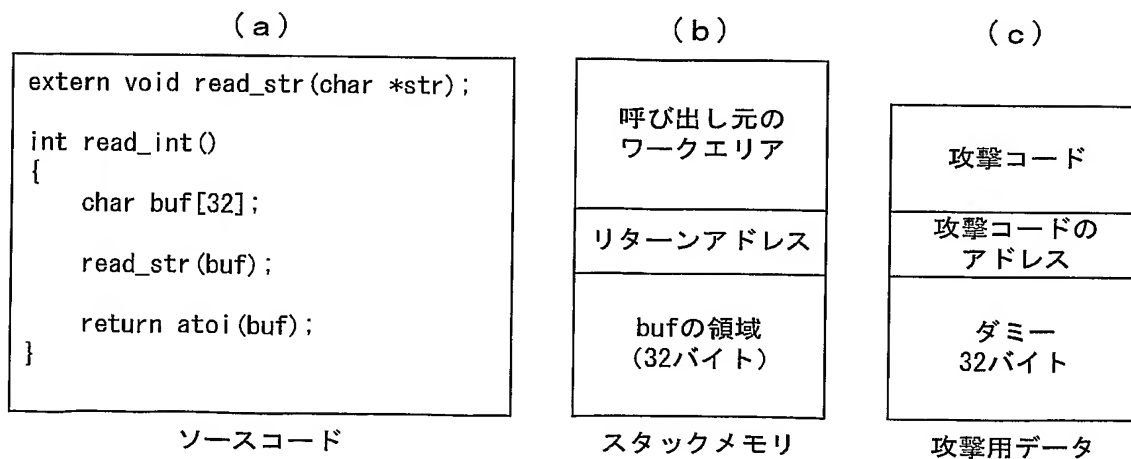 (a)
extern void read_str(char *str);
int read_int()
{
char buf[32];
read_str(buf);
return atoi(buf);
}
ソースコード
(b)
呼び出し元の
ワークエリア
リターンアドレス
bufの領域
(32バイト)
スタックメモリ
(c)
攻撃コード
攻撃コードの
アドレス
ダミー
32バイト
攻撃用データ